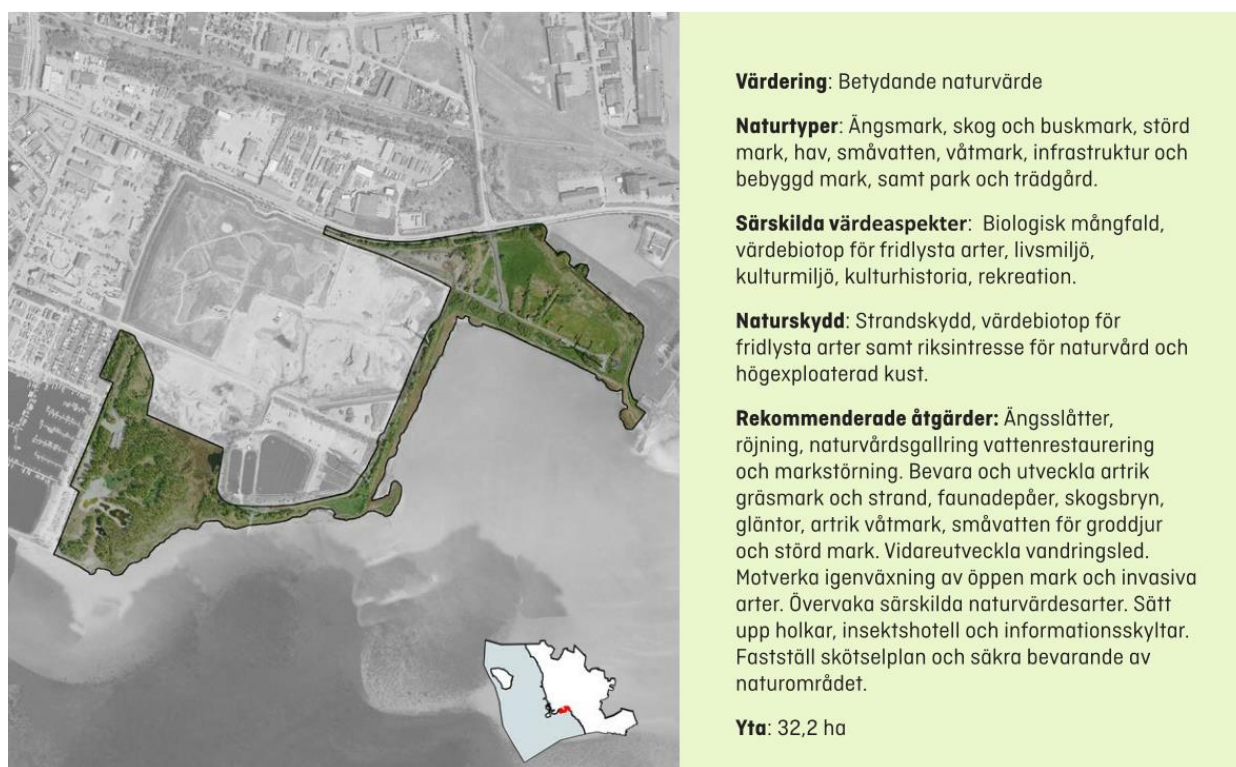 Värdering: Betydande naturvärde
Naturtyper: Ängsmark, skog och buskmark, störd
mark, hav, småvatten, våtmark, infrastruktur och
bebyggd mark, samt park och trädgård.
Särskilda värdeaspekter: Biologisk mångfald,
värdebiotop för fridlysta arter, livsmiljö,
kulturmiljö, kulturhistoria, rekreation.
Naturskydd: Strandskydd, värdebiotop för
fridlysta arter samt riksintresse för naturvård och
högexploaterad kust.
Rekommenderade åtgärder: Ängsslåtter,
röjning, naturvårdsgallring vattenrestaurering
och markstörning. Bevara och utveckla artrik
gräsmark och strand, faunadepåer, skogsbryn,
gläntor, artrik våtmark, småvatten för groddjur
och störd mark. Vidareutveckla vandringsled.
Motverka igenväxning av öppen mark och invasiva
arter. Övervaka särskilda naturvärdesarter. Sätt
upp holkar, insektshotell och informationsskyltar.
Fastställ skötselplan och säkra bevarande av
naturområdet.
Yta: 32,2 ha